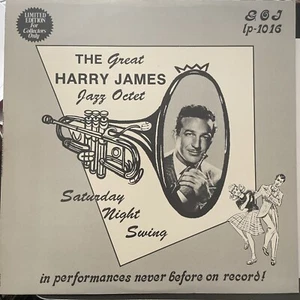 LIMITED
EDITION
For
Collectors
Only
GOJ
lp-1016
THE Great
HARRY JAMES
Jazz Octet
Saturday
Night
Swing
in performances never before on record!